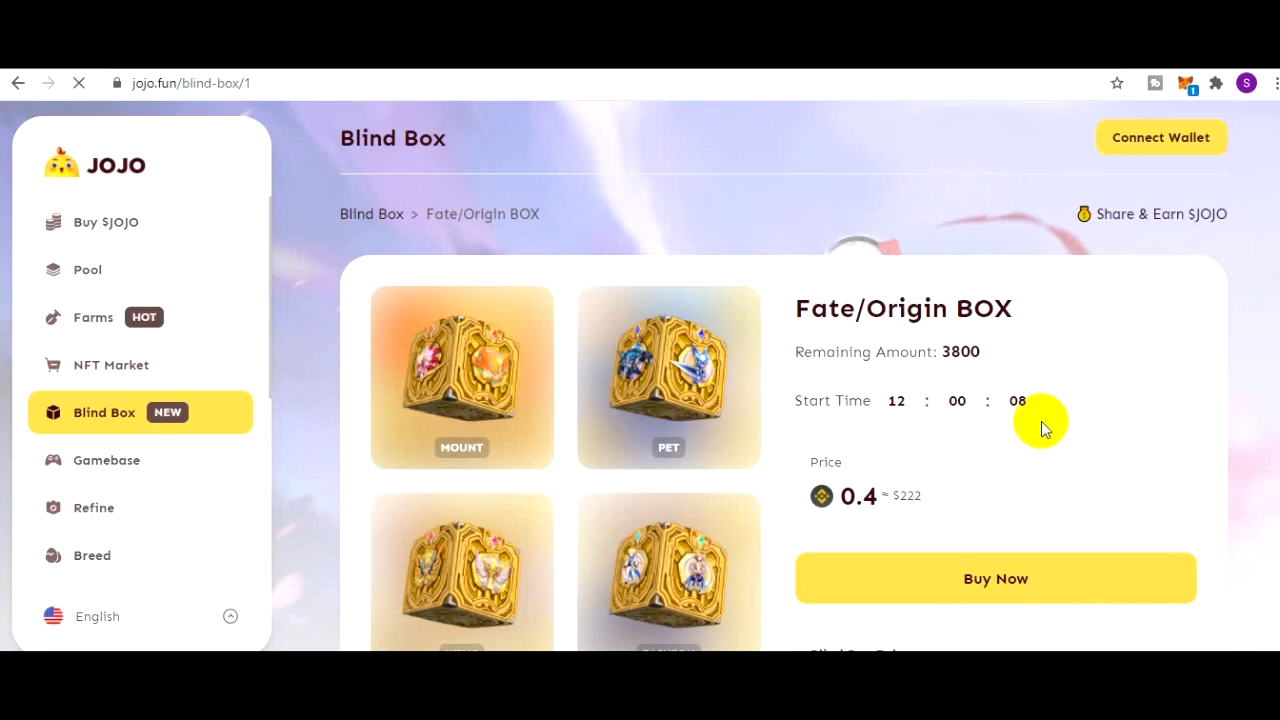 jojo.fun/blind-box/1
S
1
JOJO
Buy $JOJO
Pool
Farms HOT
NFT Market
Blind Box NEW
Gamebase
Refine
Breed
English
Blind Box
Connect Wallet
Blind Box > Fate/Origin BOX
Share & Earn $JOJO
MOUNT
PET
Fate/Origin BOX
Remaining Amount: 3800
Start Time 12 : 00 : 08
Price
0.4 ≈ $222
Buy Now